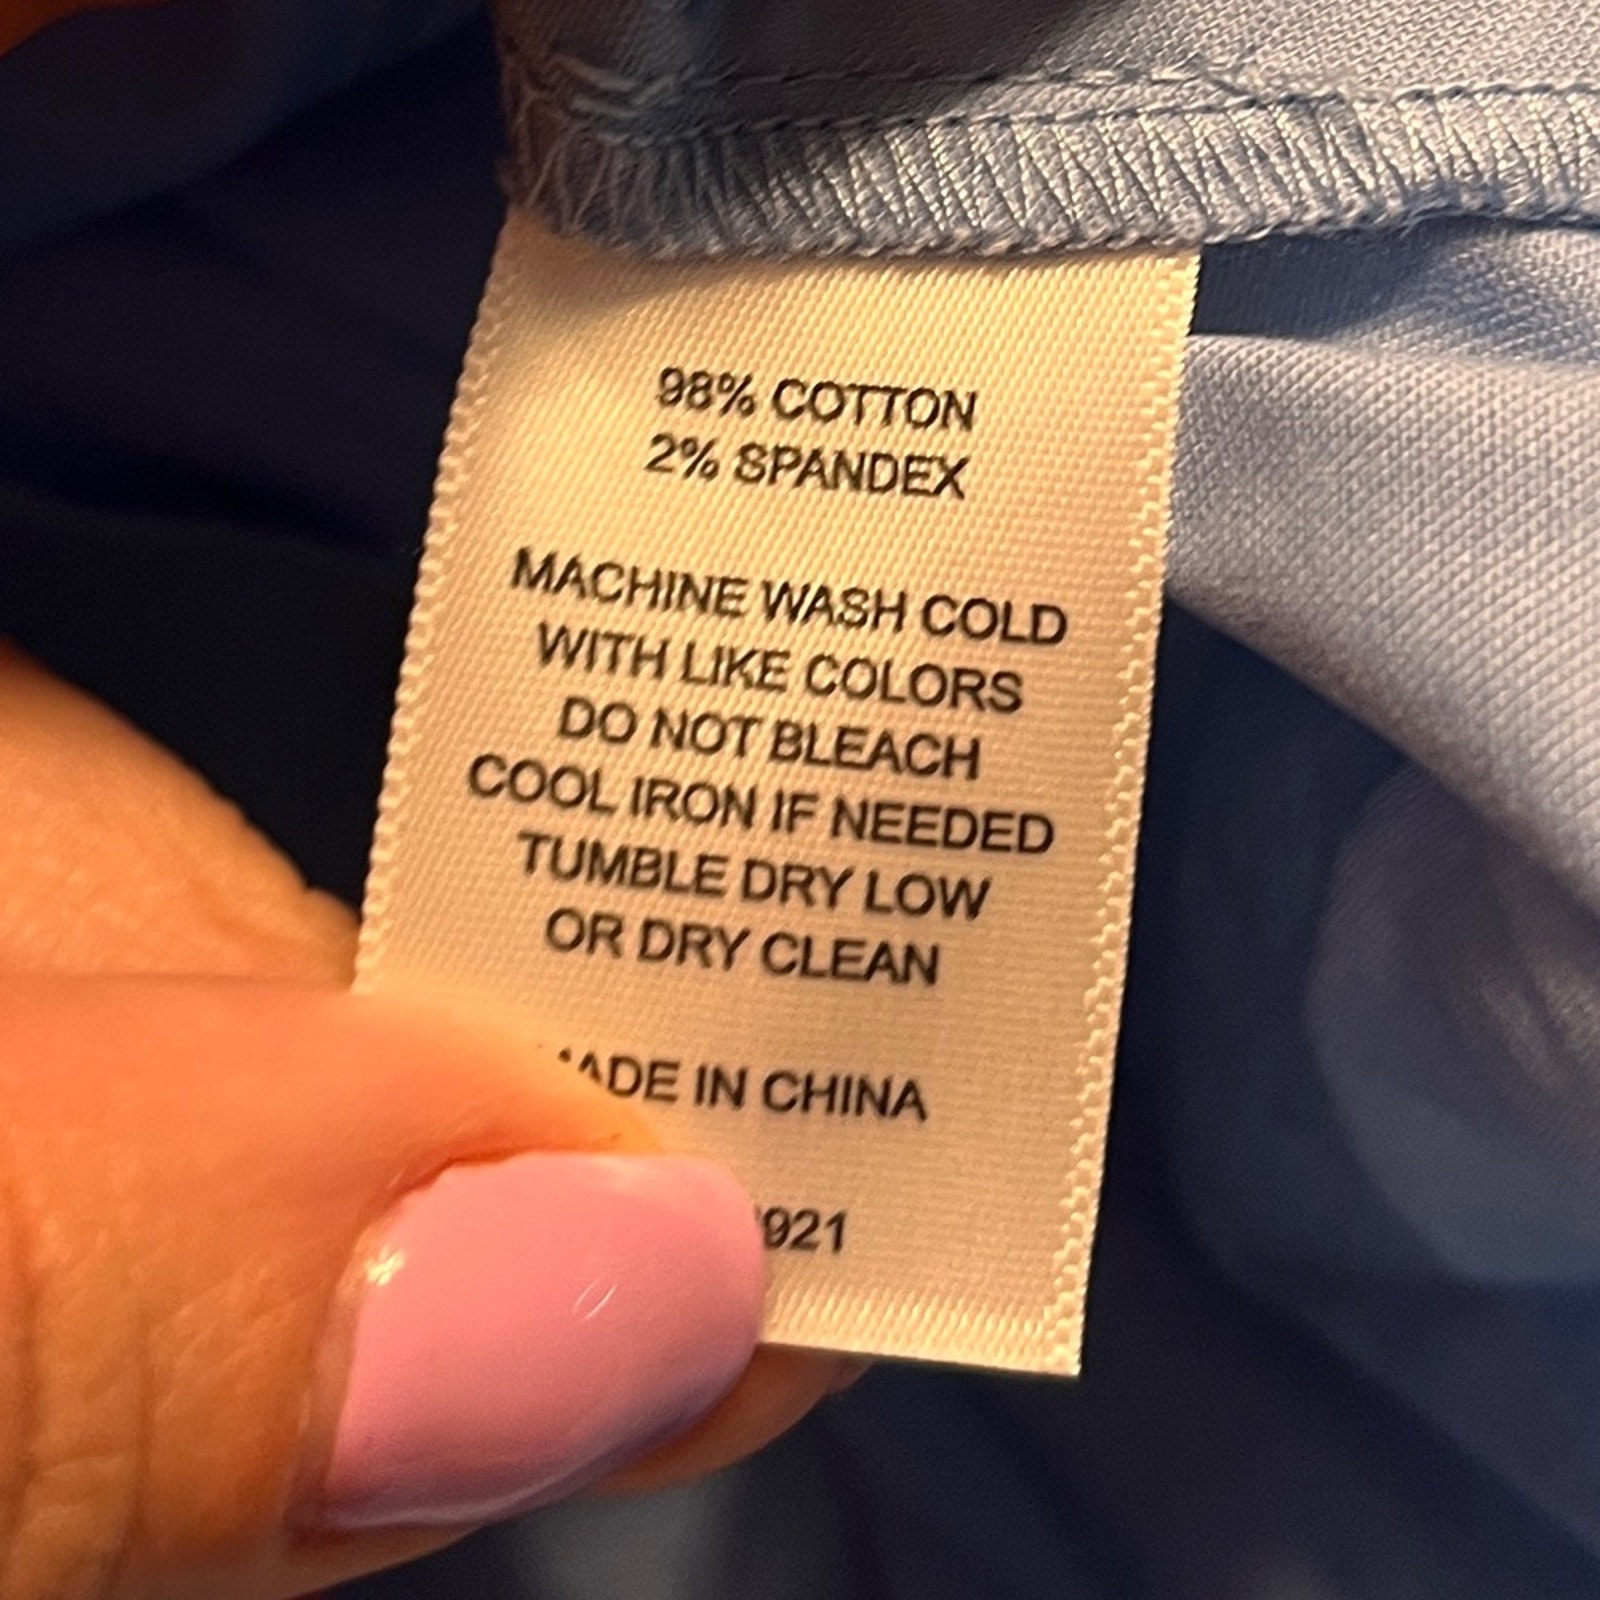 98% COTTON
2% SPANDEX
MACHINE WASH COLD
WITH LIKE COLORS
DO NOT BLEACH
COOL IRON IF NEEDED
TUMBLE DRY LOW
OR DRY CLEAN
MADE IN CHINA
921